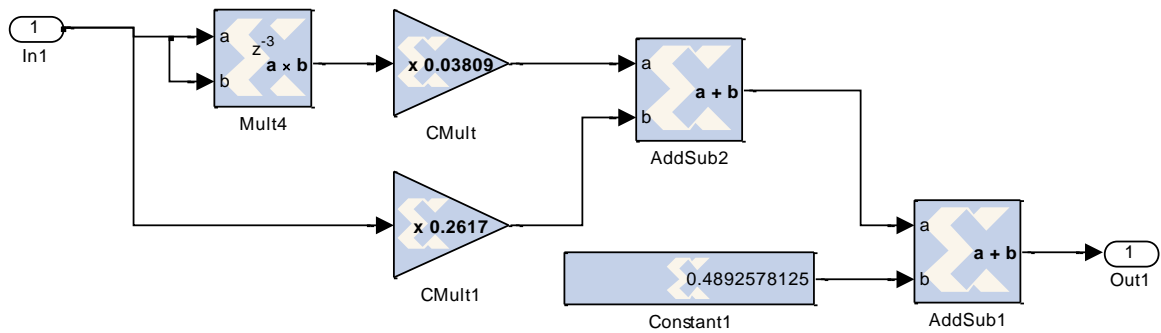 1
In1
a
b
z-3
a × b
Mult4
x 0.03809
CMult
a
b
a + b
AddSub2
x 0.2617
CMult1
0.4892578125
Constant1
a
b
a + b
AddSub1
1
Out1